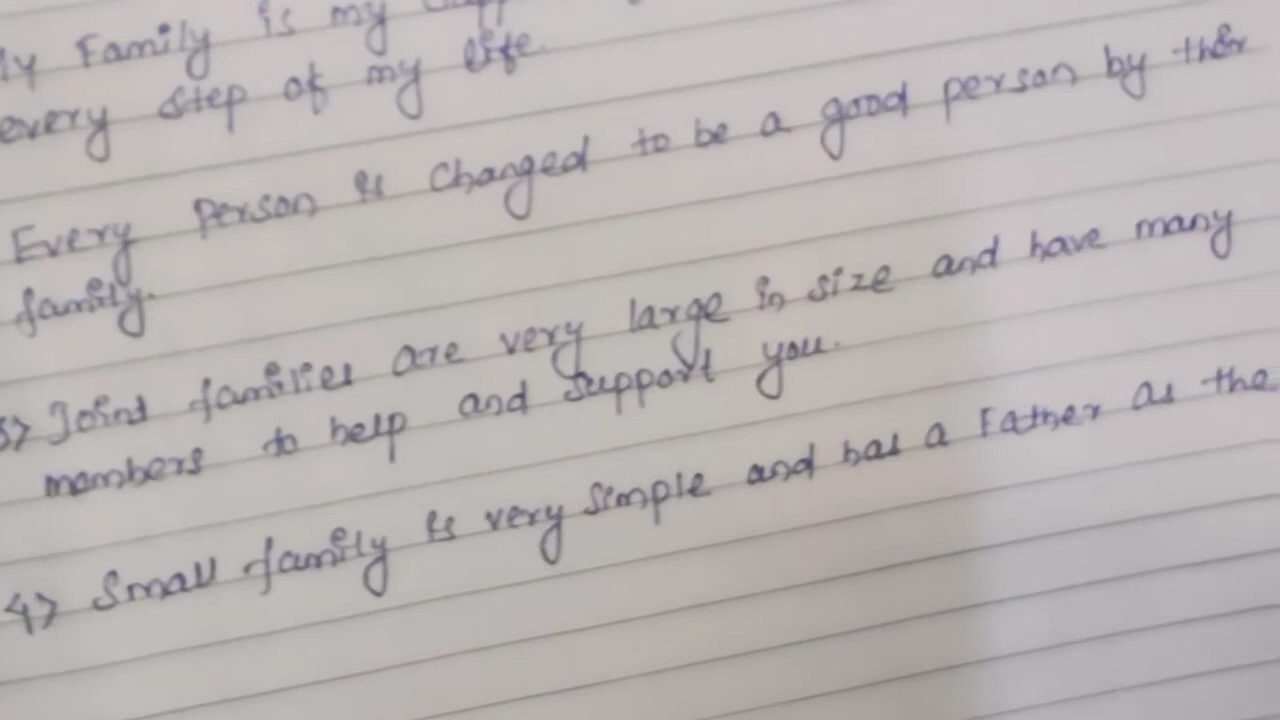 Family is my
every step of my life.
Every person is changed to be a good person by their
family.
3> Joint families are very large in size and have many
members to help and support you.
4> Small family is very simple and has a Father as the